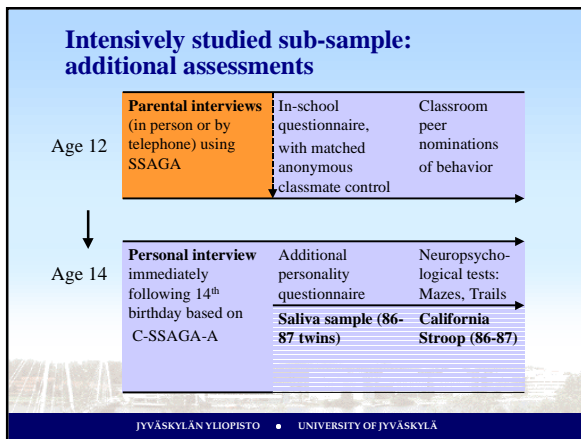 Intensively studied sub-sample:
additional assessments
Age 12
Parental interviews
(in person or by
telephone) using
SSAGA
In-school
questionnaire,
with matched
anonymous
classmate control
Classroom
peer
nominations
of behavior
Age 14
Personal interview
immediately
following 14th
birthday based on
C-SSAGA-A
Additional
personality
questionnaire
Neuropsycho-
logical tests:
Mazes, Trails
Saliva sample (86-
87 twins)
California
Stroop (86-87)
JYVÄSKYLÄN YLIOPISTO ● UNIVERSITY OF JYVÄSKYLÄ